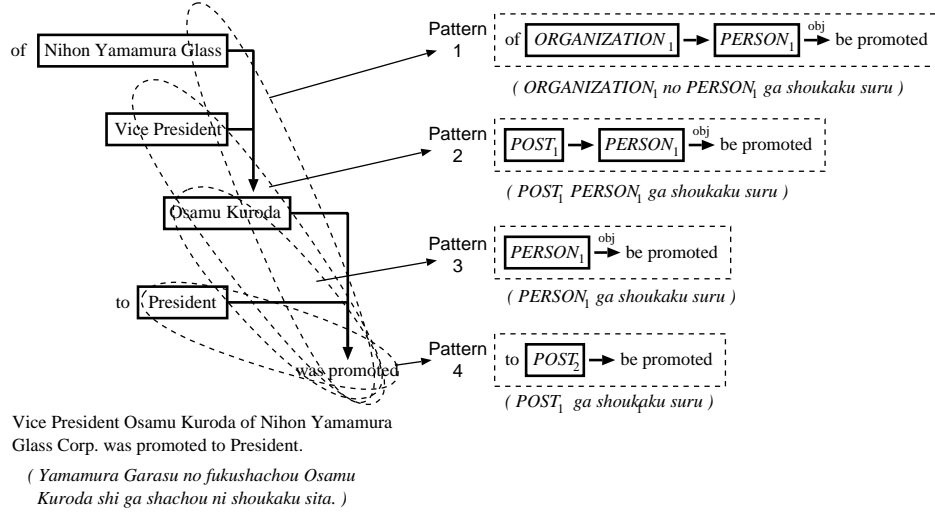 of Nihon Yamamura Glass
Vice President
Osamu Kuroda
to President
was promoted
Pattern
1
of ORGANIZATION1 PERSON1 obj be promoted
( ORGANIZATION1 no PERSON1 ga shoukaku suru )
Pattern
2
POST1 PERSON1 obj be promoted
( POST1 PERSON1 ga shoukaku suru )
Pattern
3
PERSON1 obj be promoted
( PERSON1 ga shoukaku suru )
Pattern
4
to POST2 be promoted
( POST1 ga shoukaku1 suru )
Vice President Osamu Kuroda of Nihon Yamamura
Glass Corp. was promoted to President.
( Yamamura Garasu no fukushachou Osamu
Kuroda shi ga shachou ni shoukaku sita. )